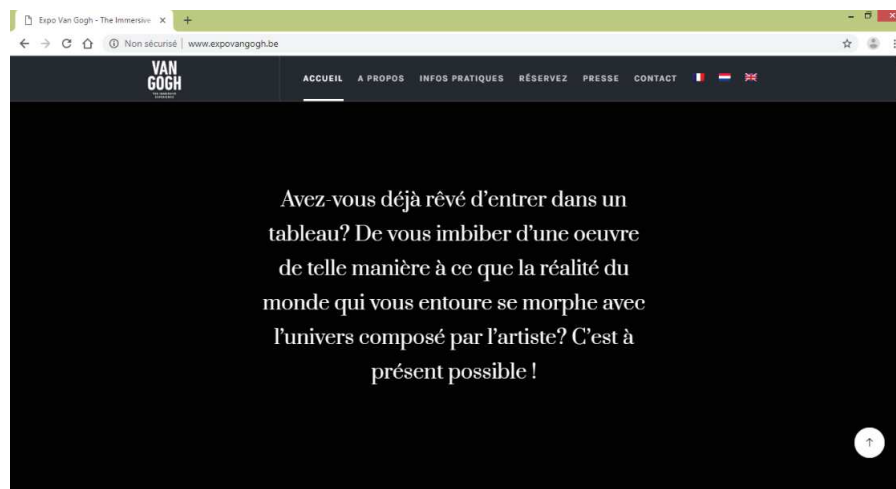 Expo Van Gogh - The Immersive
Non sécurisé | www.expovangogh.be
VAN
GOGH
ACCUEIL A PROPOS INFOS PRATIQUES RÉSERVEZ PRESSE CONTACT
Avez-vous déjà rêvé d'entrer dans un
tableau? De vous imbiber d'une oeuvre
de telle manière à ce que la réalité du
monde qui vous entoure se morphe avec
l'univers composé par l'artiste? C'est à
présent possible !